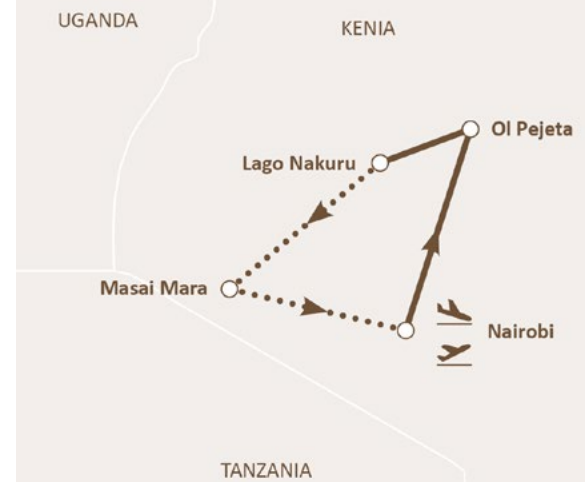 UGANDA
KENIA
Ol Pejeta
Lago Nakuru
Masai Mara
Nairobi
TANZANIA